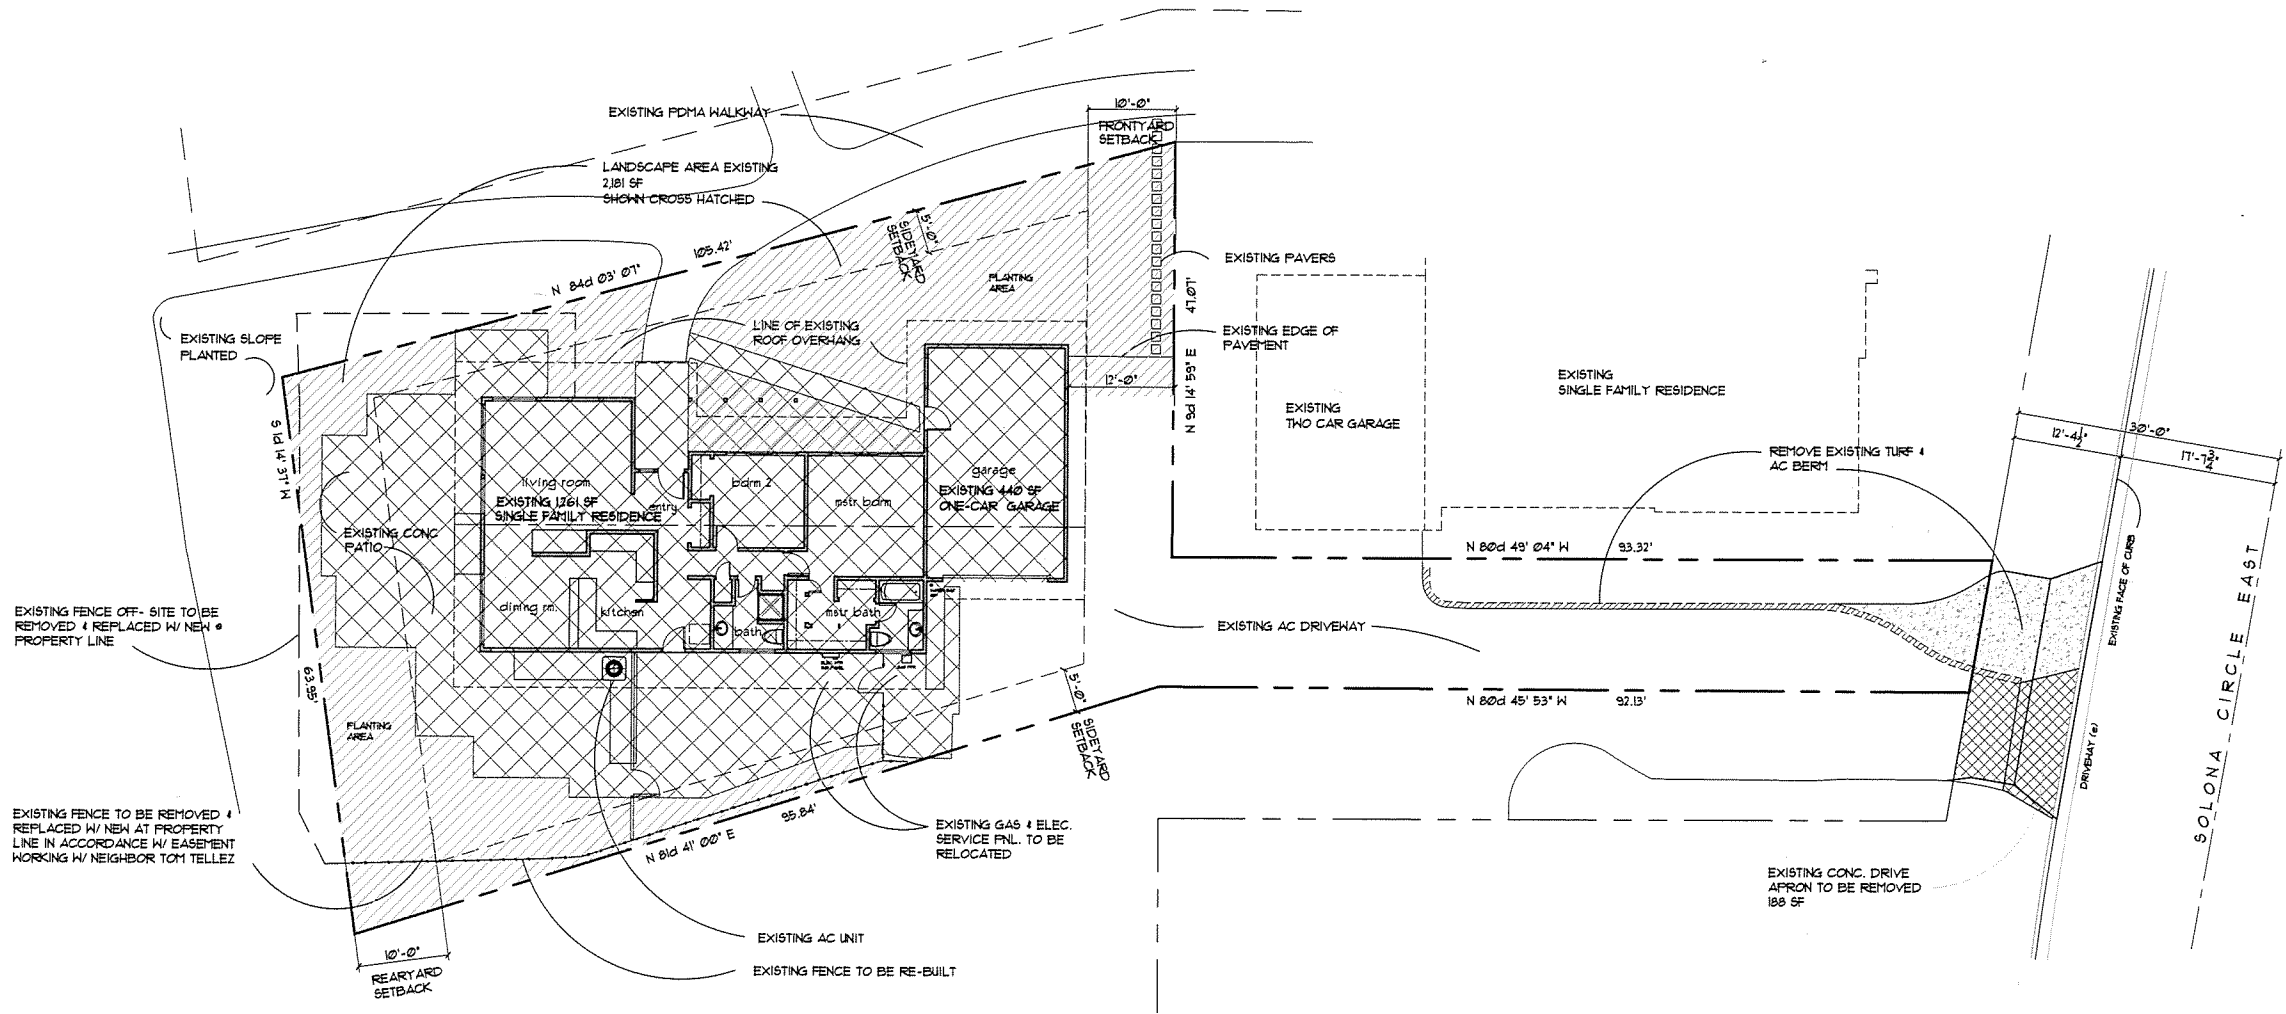 EXISTING PDMA WALKWAY
10'-0"
FRONTYARD
SETBACK
LANDSCAPE AREA EXISTING
2,181 SF
SHOWN CROSS HATCHED
5'-0"
SIDEYARD
SETBACK
105.42'
N 84d 03' 07"
EXISTING PAVERS
PLANTING
AREA
47.07'
N 9d 14' 59" E
EXISTING SLOPE
PLANTED
LINE OF EXISTING
ROOF OVERHANG
EXISTING EDGE OF
PAVEMENT
12'-0"
EXISTING
TWO CAR GARAGE
EXISTING
SINGLE FAMILY RESIDENCE
12'-4½"
30'-0"
17'-7¾"
REMOVE EXISTING TURF &
AC BERM
S 1d 14' 37" W
63.95'
living room
EXISTING 1,261 SF
SINGLE FAMILY RESIDENCE
entry
bdrm 2
mstr bdrm
garage
EXISTING 440 SF
ONE-CAR GARAGE
EXISTING CONC
PATIO
dining rm.
kitchen
bath
mstr bath
N 80d 49' 04" W 93.32'
EXISTING AC DRIVEWAY
N 80d 45' 53" W 92.13'
EXISTING FACE OF CURB
DRIVEWAY (e)
SOLONA CIRCLE EAST
EXISTING FENCE OFF- SITE TO BE
REMOVED & REPLACED W/ NEW @
PROPERTY LINE
PLANTING
AREA
5'-0"
SIDEYARD
SETBACK
EXISTING FENCE TO BE REMOVED &
REPLACED W/ NEW AT PROPERTY
LINE IN ACCORDANCE W/ EASEMENT
WORKING W/ NEIGHBOR TOM TELLEZ
N 81d 41' 00" E
95.84'
EXISTING GAS & ELEC.
SERVICE PNL. TO BE
RELOCATED
EXISTING CONC. DRIVE
APRON TO BE REMOVED
188 SF
EXISTING AC UNIT
EXISTING FENCE TO BE RE-BUILT
10'-0"
REARYARD
SETBACK